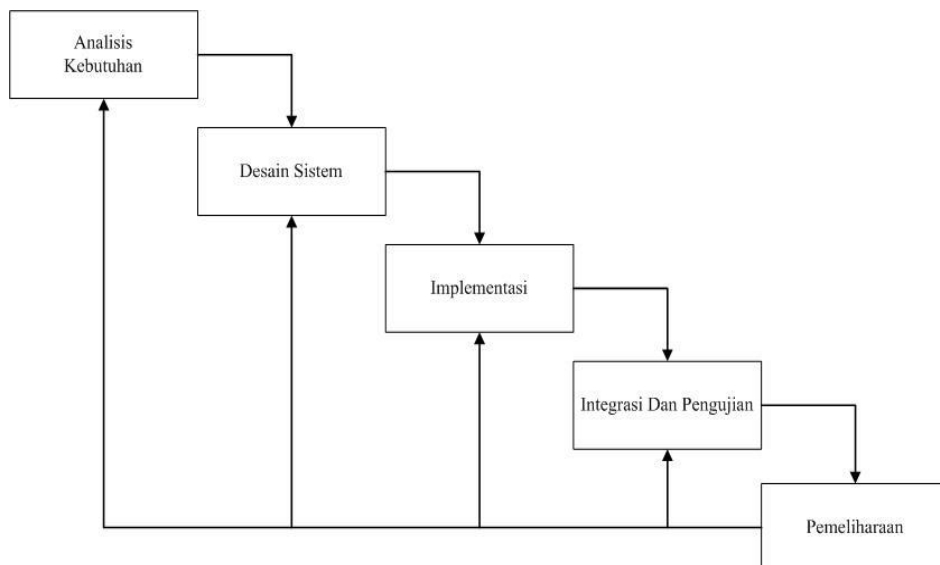 Analisis
Kebutuhan
Desain Sistem
Implementasi
Integrasi Dan Pengujian
Pemeliharaan